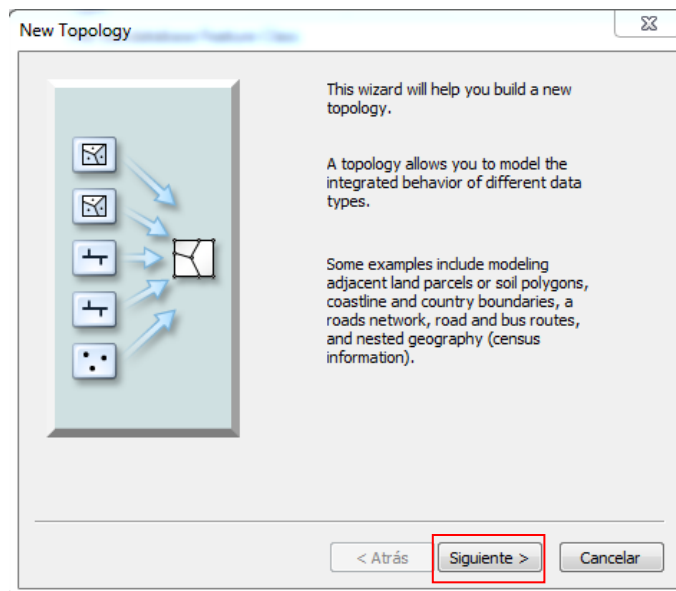 New Topology
This wizard will help you build a new
topology.
A topology allows you to model the
integrated behavior of different data
types.
Some examples include modeling
adjacent land parcels or soil polygons,
coastline and country boundaries, a
roads network, road and bus routes,
and nested geography (census
information).
< Atrás
Siguiente >
Cancelar